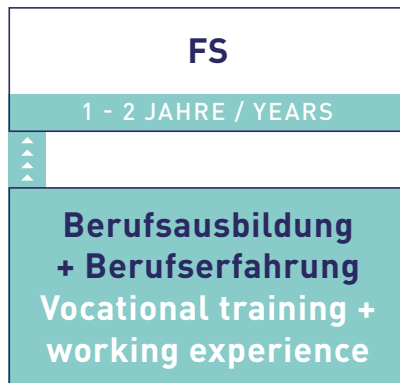 FS
1 - 2 JAHRE / YEARS
Berufsausbildung
+ Berufserfahrung
Vocational training +
working experience